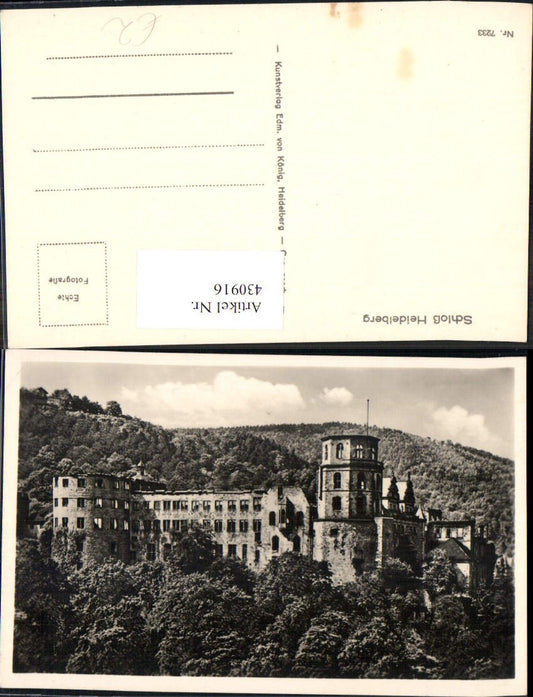 Schloß Heidelberg
Artikel Nr.
430916
Echte
Fotografie
— Kunstverlag Edm. von König, Heidelberg —
Nr. 7233